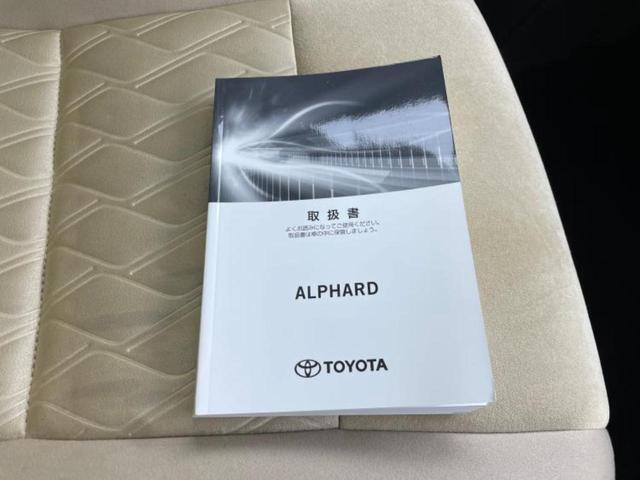 取扱書
よくお読みになってご使用ください。
取扱書は車の中に保管しましょう。
ALPHARD
TOYOTA